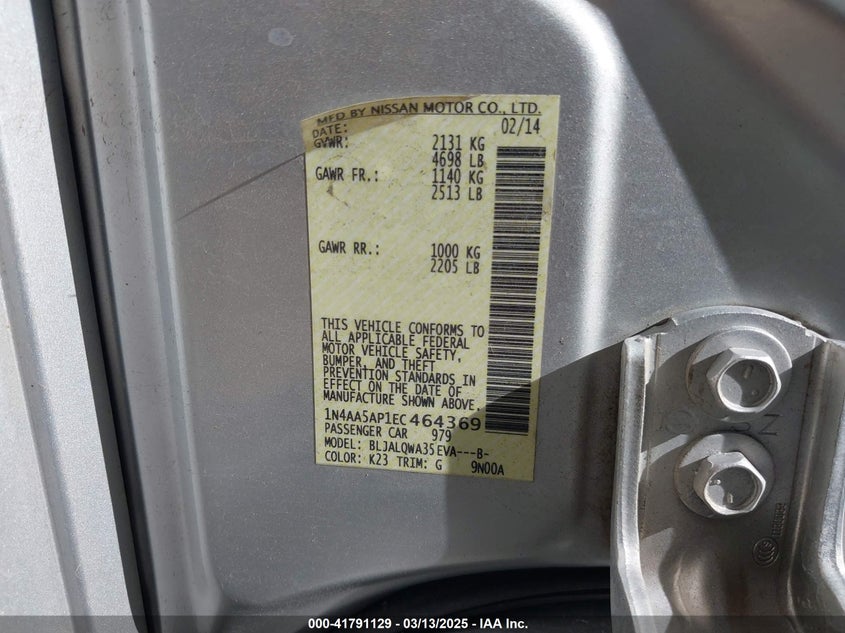 MFD BY NISSAN MOTOR CO., LTD.
DATE: 02/14
GVWR: 2131 KG
4698 LB
GAWR FR.: 1140 KG
2513 LB
GAWR RR.: 1000 KG
2205 LB
THIS VEHICLE CONFORMS TO
ALL APPLICABLE FEDERAL
MOTOR VEHICLE SAFETY,
BUMPER, AND THEFT
PREVENTION STANDARDS IN
EFFECT ON THE DATE OF
MANUFACTURE SHOWN ABOVE.
1N4AA5AP1EC464369
PASSENGER CAR 979
MODEL: BLJALQWA35EVA---B-
COLOR: K23 TRIM: G 9N00A
000-41791129 / 03/13/2025 - IAA Inc.